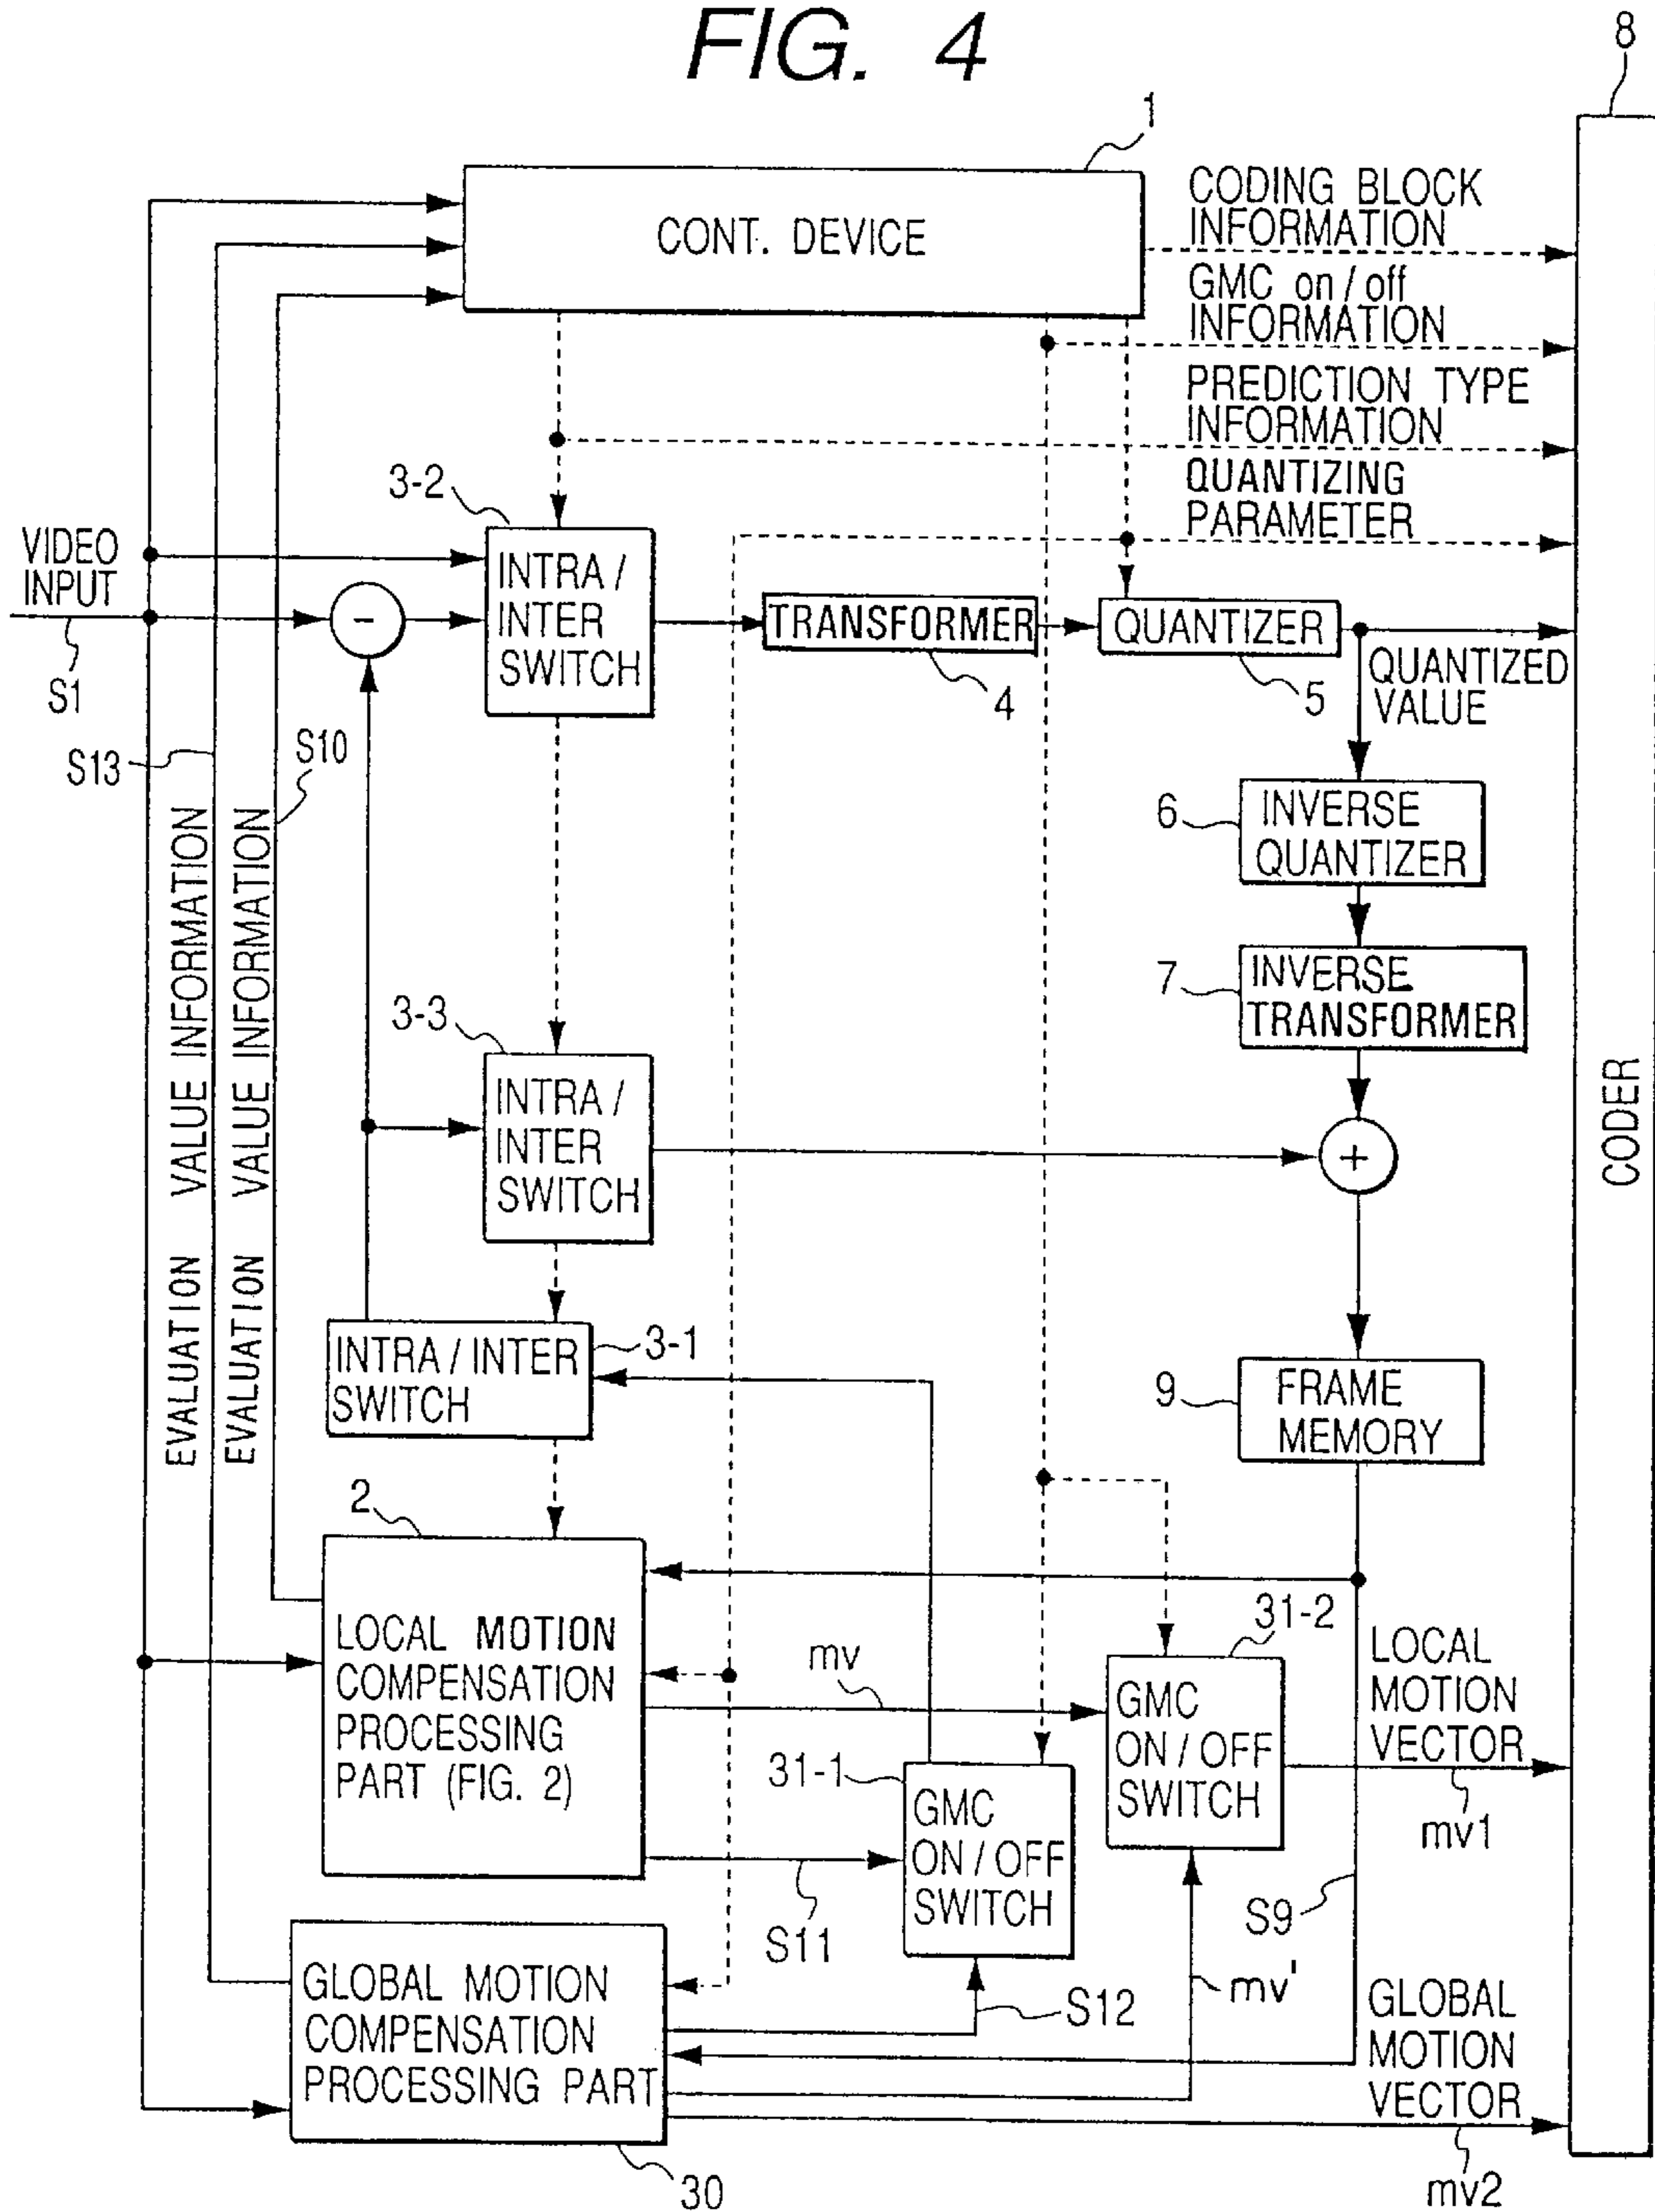 FIG. 4
8
1
CONT. DEVICE
CODING BLOCK
INFORMATION
GMC on/off
INFORMATION
PREDICTION TYPE
INFORMATION
QUANTIZING
PARAMETER
3-2
VIDEO
INPUT
S1
-
INTRA /
INTER
SWITCH
TRANSFORMER
4
QUANTIZER
5
QUANTIZED
VALUE
S13
S10
EVALUATION VALUE INFORMATION
EVALUATION VALUE INFORMATION
6
INVERSE
QUANTIZER
7
INVERSE
TRANSFORMER
3-3
INTRA /
INTER
SWITCH
+
CODER
INTRA / INTER
SWITCH
3-1
9
FRAME
MEMORY
2
LOCAL MOTION
COMPENSATION
PROCESSING
PART (FIG. 2)
mv
31-2
GMC
ON / OFF
SWITCH
LOCAL
MOTION
VECTOR
mv1
31-1
GMC
ON / OFF
SWITCH
S11
S9
GLOBAL MOTION
COMPENSATION
PROCESSING PART
30
S12
mv'
GLOBAL
MOTION
VECTOR
mv2